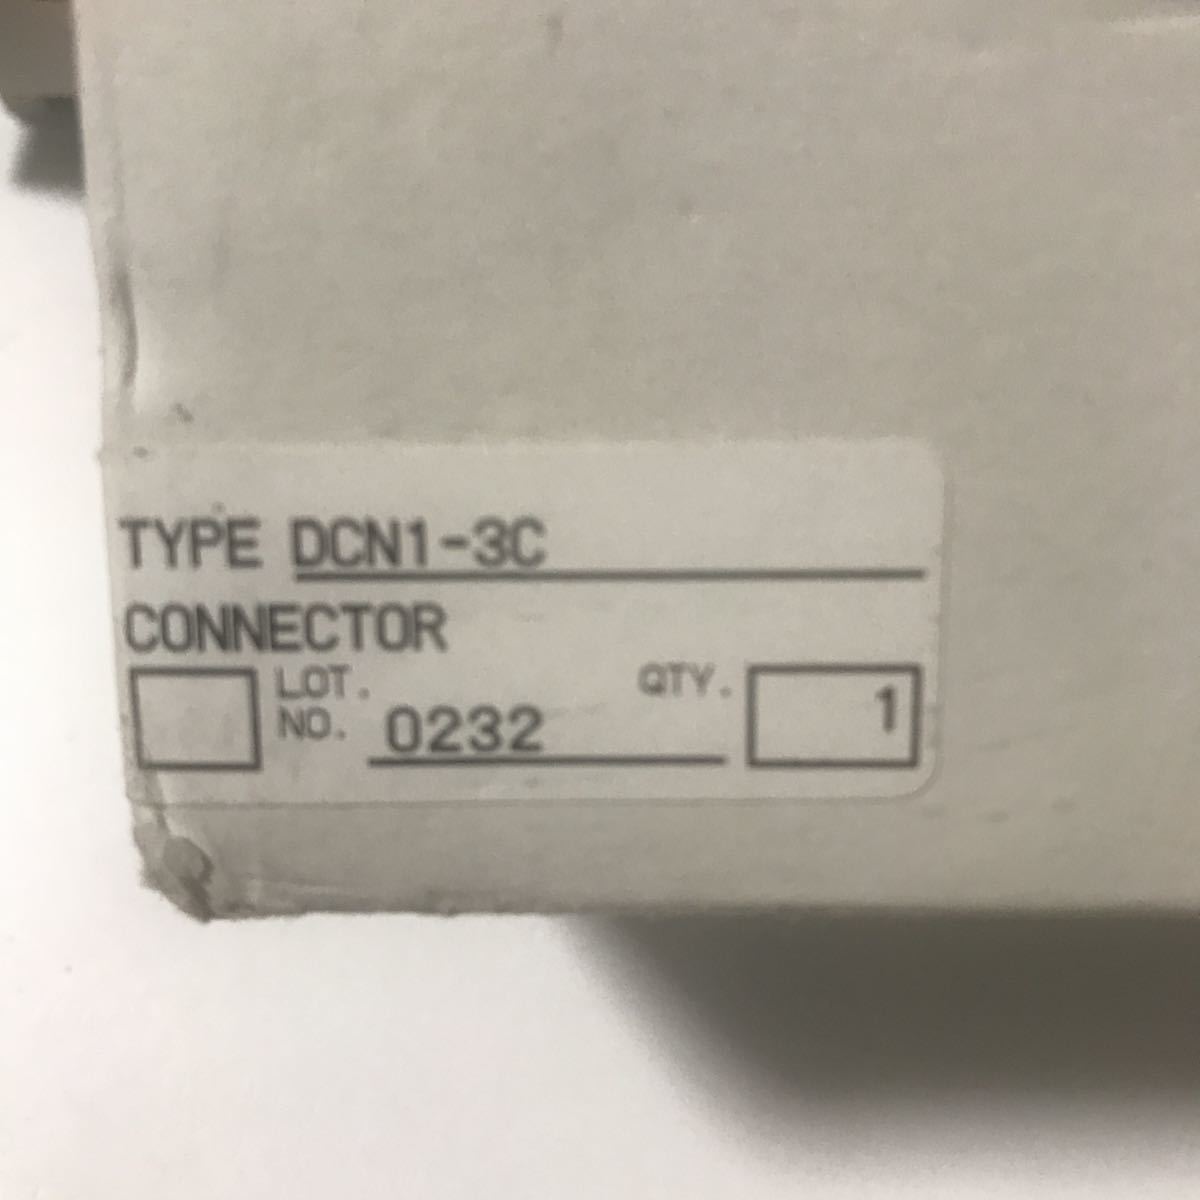 TYPE DCN1-3C
CONNECTOR
LOT. NO. 0232 QTY. 1